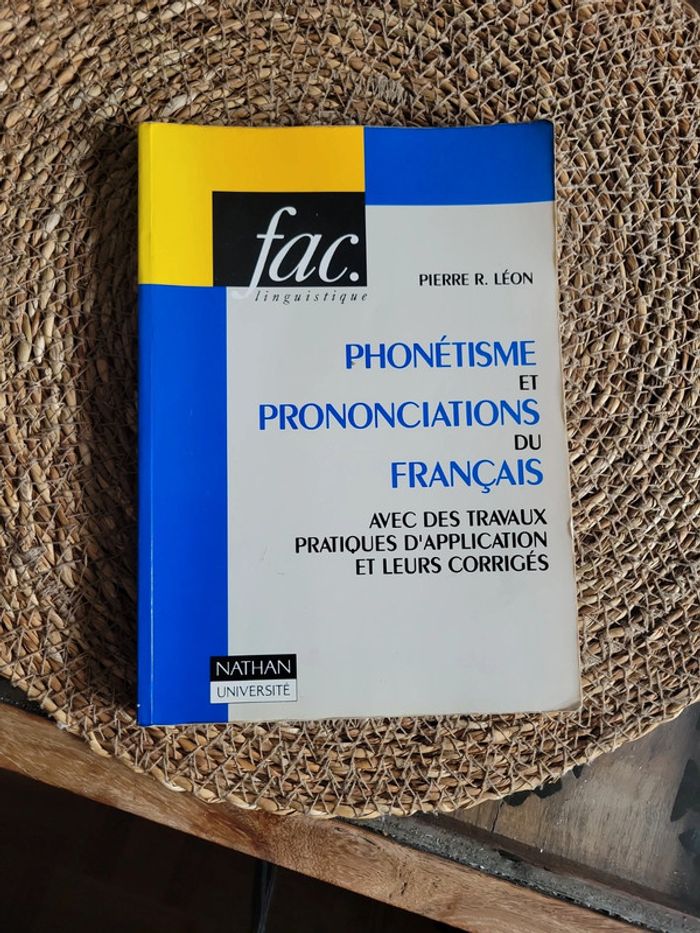 fac.
linguistique
PIERRE R. LÉON
PHONÉTISME
ET
PRONONCIATIONS
DU
FRANÇAIS
AVEC DES TRAVAUX
PRATIQUES D'APPLICATION
ET LEURS CORRIGÉS
NATHAN
UNIVERSITÉ